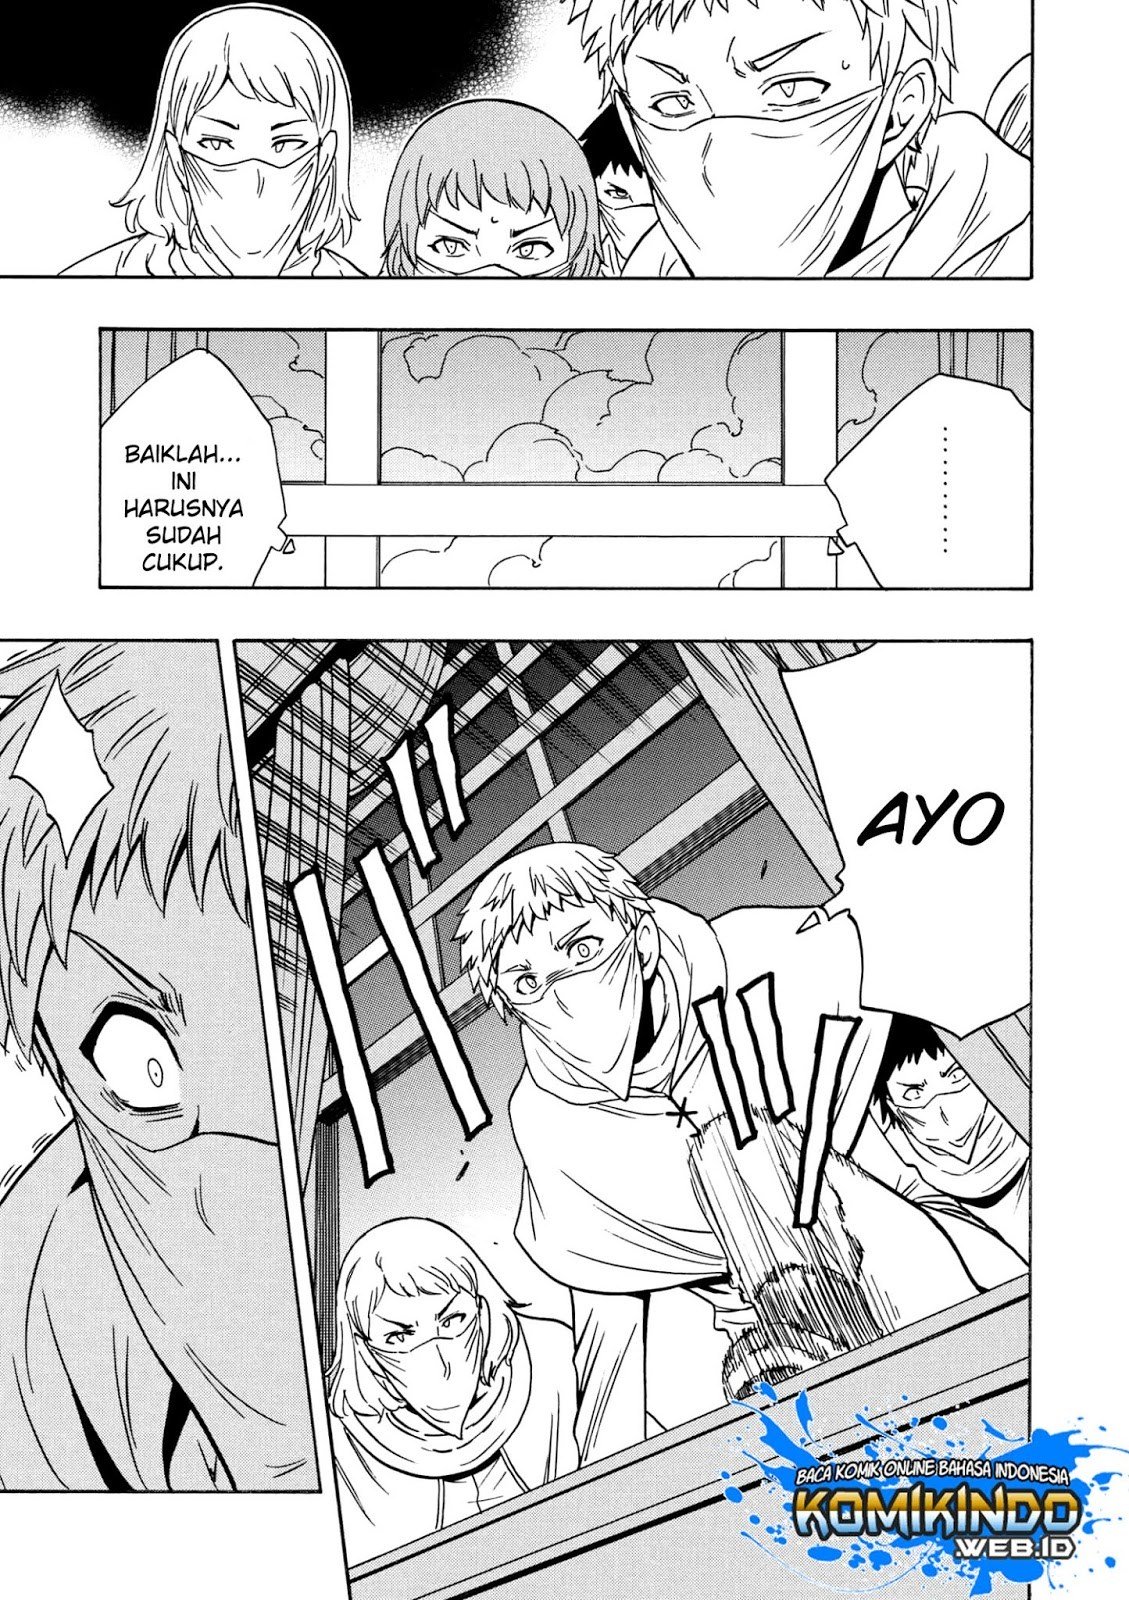 .........
BAIKLAH...
INI
HARUSNYA
SUDAH
CUKUP.
AYO
BACA KOMIK ONLINE BAHASA INDONESIA
KOMIKINDO
.WEB.ID